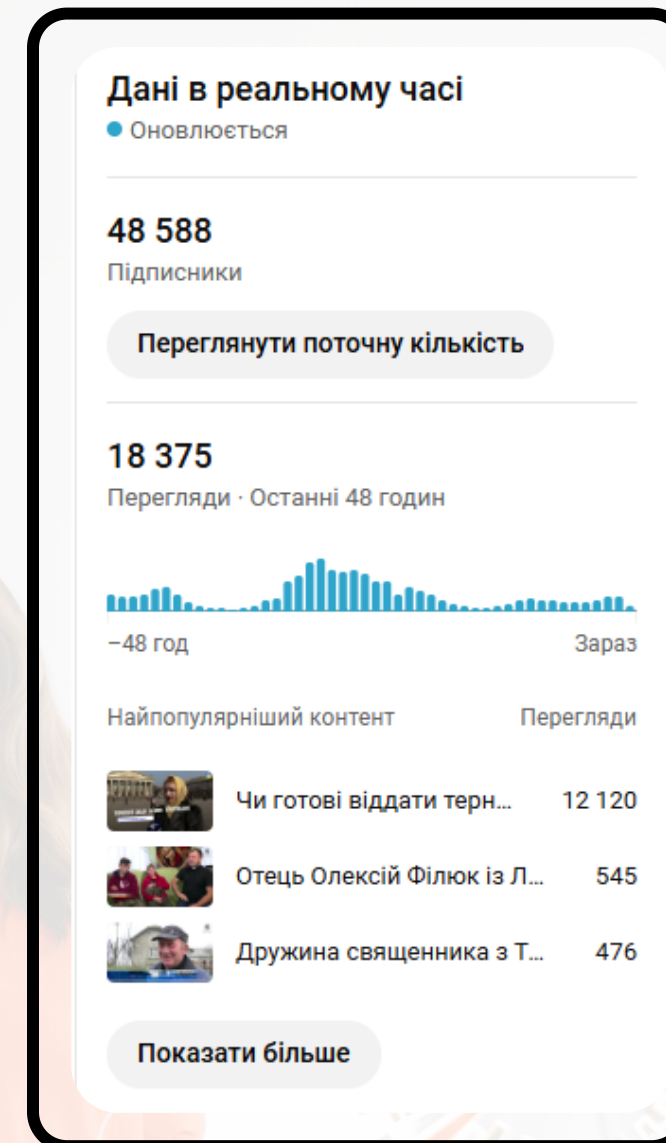 Дані в реальному часі
Оновлюється
48 588
Підписники
Переглянути поточну кількість
18 375
Перегляди · Останні 48 годин
−48 год Зараз
Найпопулярніший контент Перегляди
Чи готові віддати терн... 12 120
Отець Олексій Філюк із Л... 545
Дружина священника з Т... 476
Показати більше